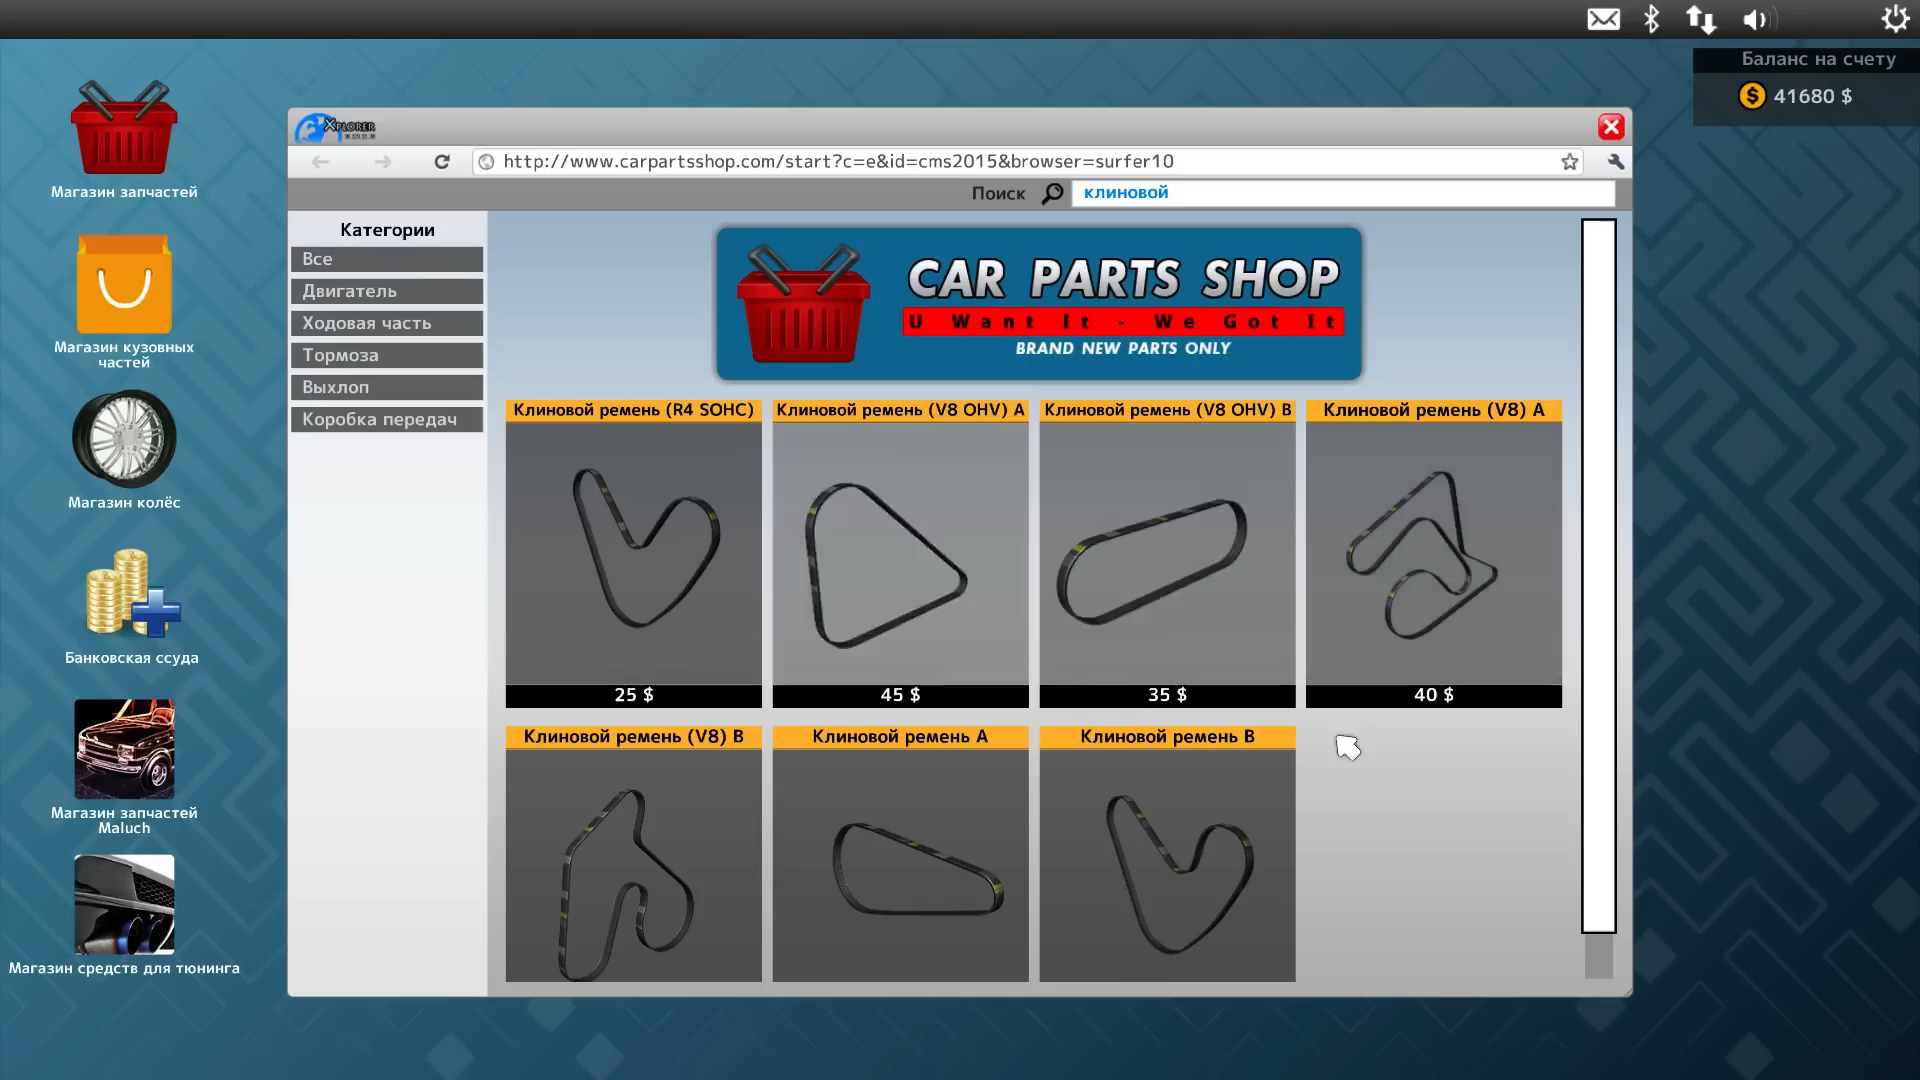 Баланс на счету
41680 $
Магазин запчастей
Магазин кузовных
частей
Магазин колёс
Банковская ссуда
Магазин запчастей
Maluch
Магазин средств для тюнинга
XPLORER
http://www.carpartsshop.com/start?c=e&id=cms2015&browser=surfer10
Поиск
клиновой
Категории
Все
Двигатель
Ходовая часть
Тормоза
Выхлоп
Коробка передач
CAR PARTS SHOP
U Want It - We Got It
BRAND NEW PARTS ONLY
Клиновой ремень (R4 SOHC)
Клиновой ремень (V8 OHV) A
Клиновой ремень (V8 OHV) B
Клиновой ремень (V8) A
25 $
45 $
35 $
40 $
Клиновой ремень (V8) B
Клиновой ремень A
Клиновой ремень B